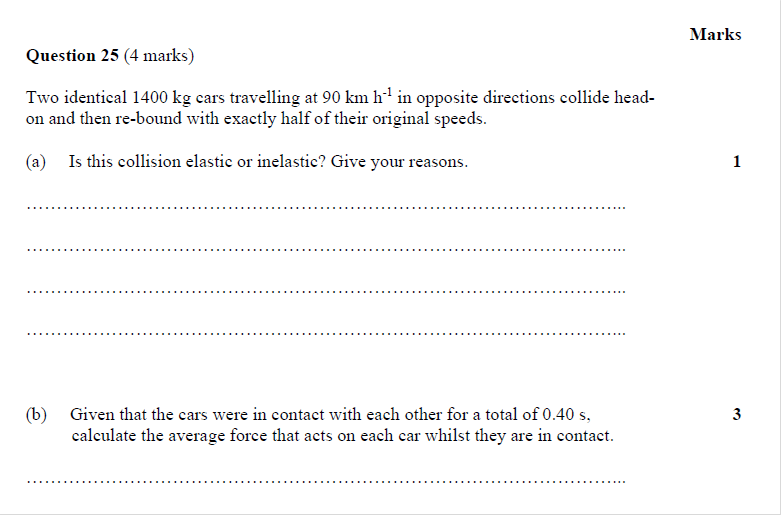 Marks
Question 25 (4 marks)
Two identical 1400 kg cars travelling at 90 km h⁻¹ in opposite directions collide head-
on and then re-bound with exactly half of their original speeds.
(a) Is this collision elastic or inelastic? Give your reasons. 1
(b) Given that the cars were in contact with each other for a total of 0.40 s, 3
calculate the average force that acts on each car whilst they are in contact.